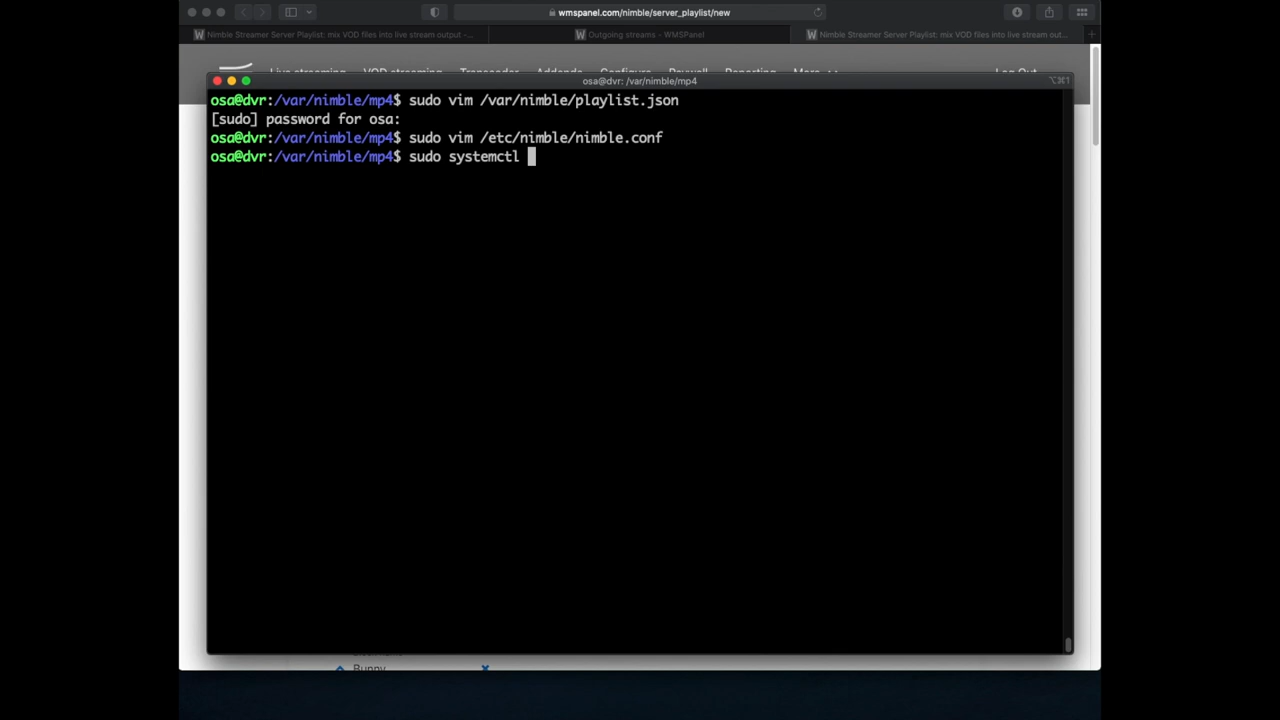 wmspanel.com/nimble/server_playlist/new
Nimble Streamer Server Playlist: mix VOD files into live stream output -...
Outgoing streams - WMSPanel
Nimble Streamer Server Playlist: mix VOD files into live stream out...
Live streaming VOD streaming Transcoder Addenda Configure Paywall Reporting More Log Out
osa@dvr: /var/nimble/mp4
⌥⌘1
osa@dvr:/var/nimble/mp4$ sudo vim /var/nimble/playlist.json
[sudo] password for osa:
osa@dvr:/var/nimble/mp4$ sudo vim /etc/nimble/nimble.conf
osa@dvr:/var/nimble/mp4$ sudo systemctl
Bunny